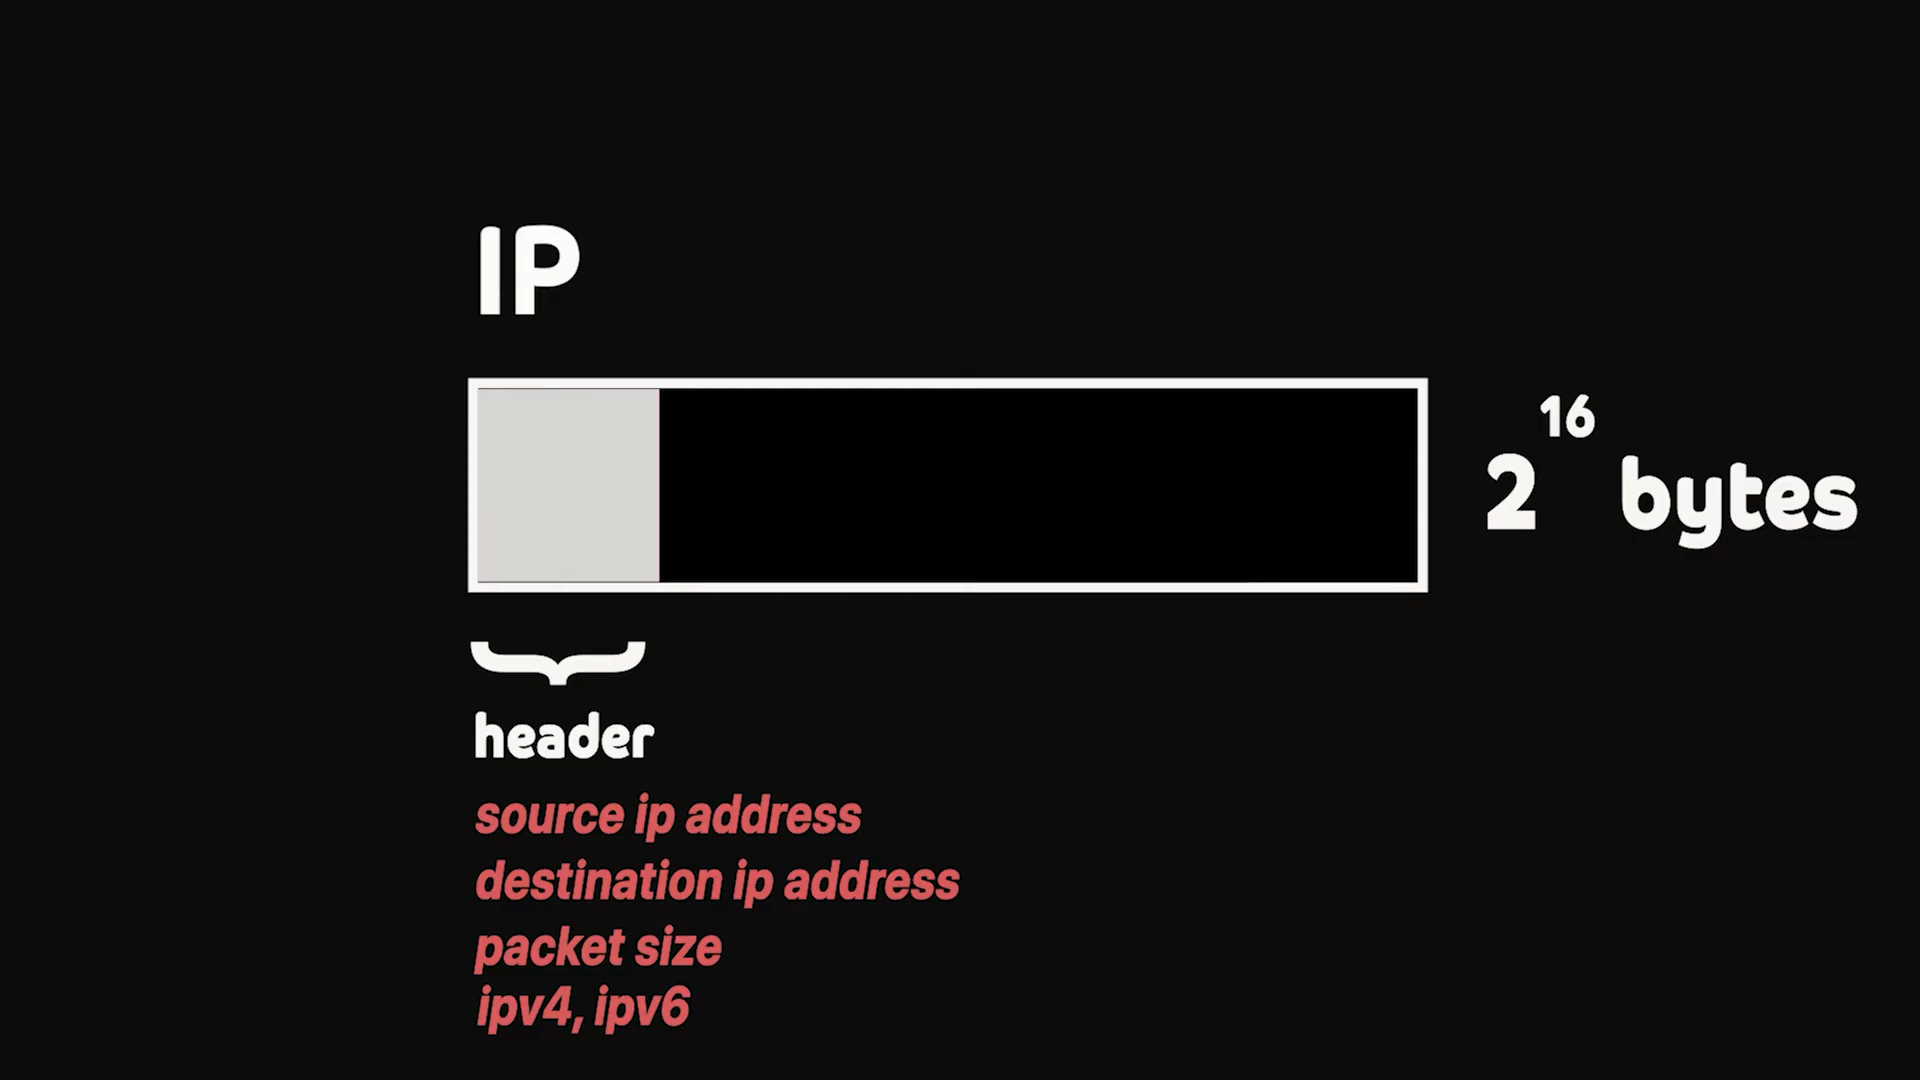 IP
2^16 bytes
header
source ip address
destination ip address
packet size
ipv4, ipv6